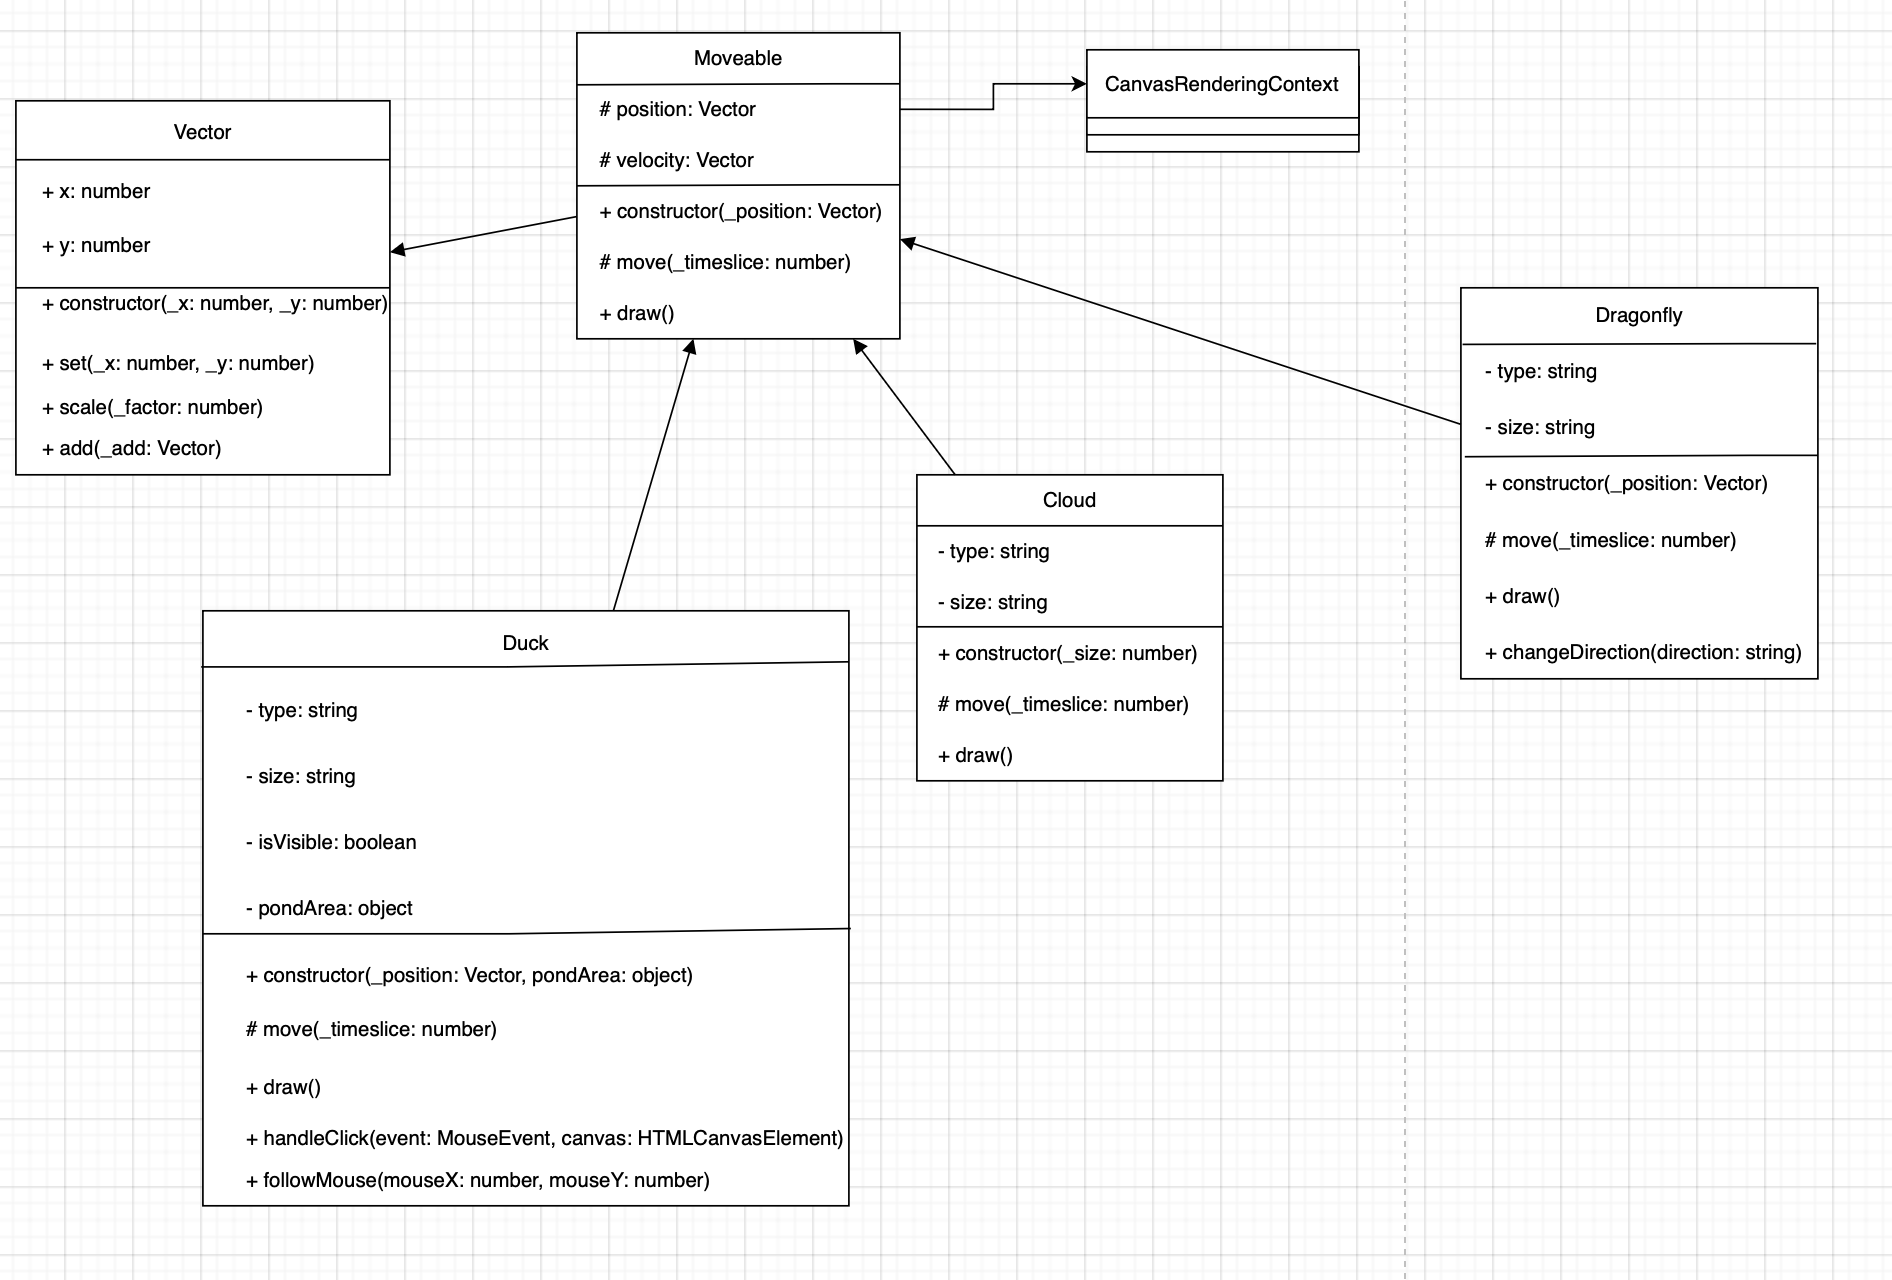 Vector
+ x: number
+ y: number
+ constructor(_x: number, _y: number)
+ set(_x: number, _y: number)
+ scale(_factor: number)
+ add(_add: Vector)
Moveable
# position: Vector
# velocity: Vector
+ constructor(_position: Vector)
# move(_timeslice: number)
+ draw()
CanvasRenderingContext
Dragonfly
- type: string
- size: string
+ constructor(_position: Vector)
# move(_timeslice: number)
+ draw()
+ changeDirection(direction: string)
Cloud
- type: string
- size: string
+ constructor(_size: number)
# move(_timeslice: number)
+ draw()
Duck
- type: string
- size: string
- isVisible: boolean
- pondArea: object
+ constructor(_position: Vector, pondArea: object)
# move(_timeslice: number)
+ draw()
+ handleClick(event: MouseEvent, canvas: HTMLCanvasElement)
+ followMouse(mouseX: number, mouseY: number)